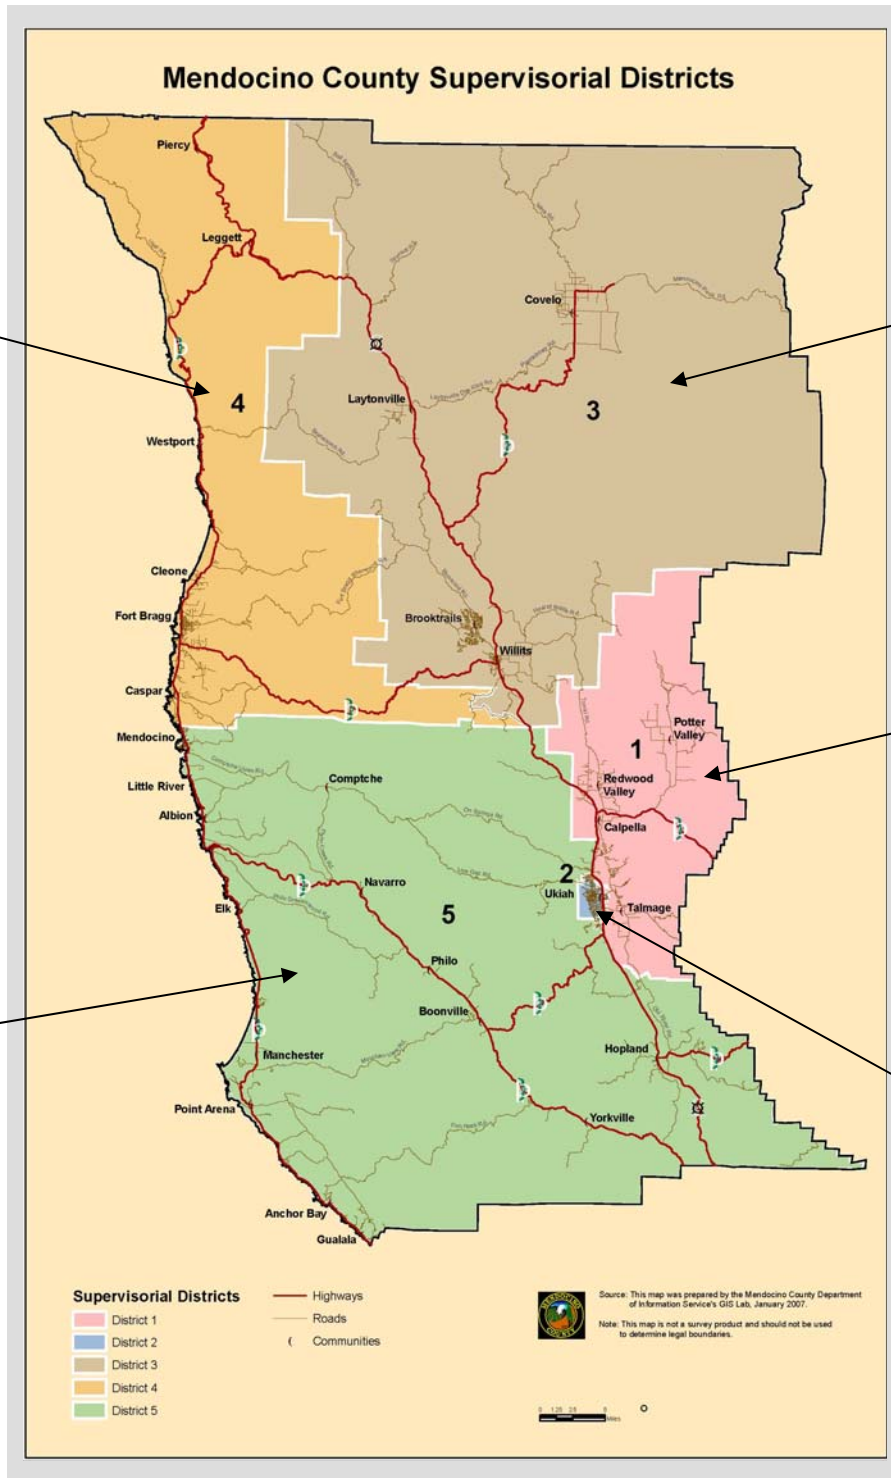 Mendocino County Supervisorial Districts
Piercy
Leggett
Covelo
4
Laytonville
3
Westport
Cleone
Fort Bragg
Brooktrails
Willits
Caspar
Mendocino
1
Potter
Valley
Little River
Comptche
Redwood
Valley
Albion
Calpella
2
Navarro
Ukiah
Elk
5
Talmage
Philo
Boonville
Manchester
Hopland
Point Arena
Yorkville
Anchor Bay
Gualala
Supervisorial Districts
District 1
District 2
District 3
District 4
District 5
Highways
Roads
Communities
MENDOCINO
COUNTY
Source: This map was prepared by the Mendocino County Department
of Information Service's GIS Lab, January 2007.
Note: This map is not a survey product and should not be used
to determine legal boundaries.
Miles